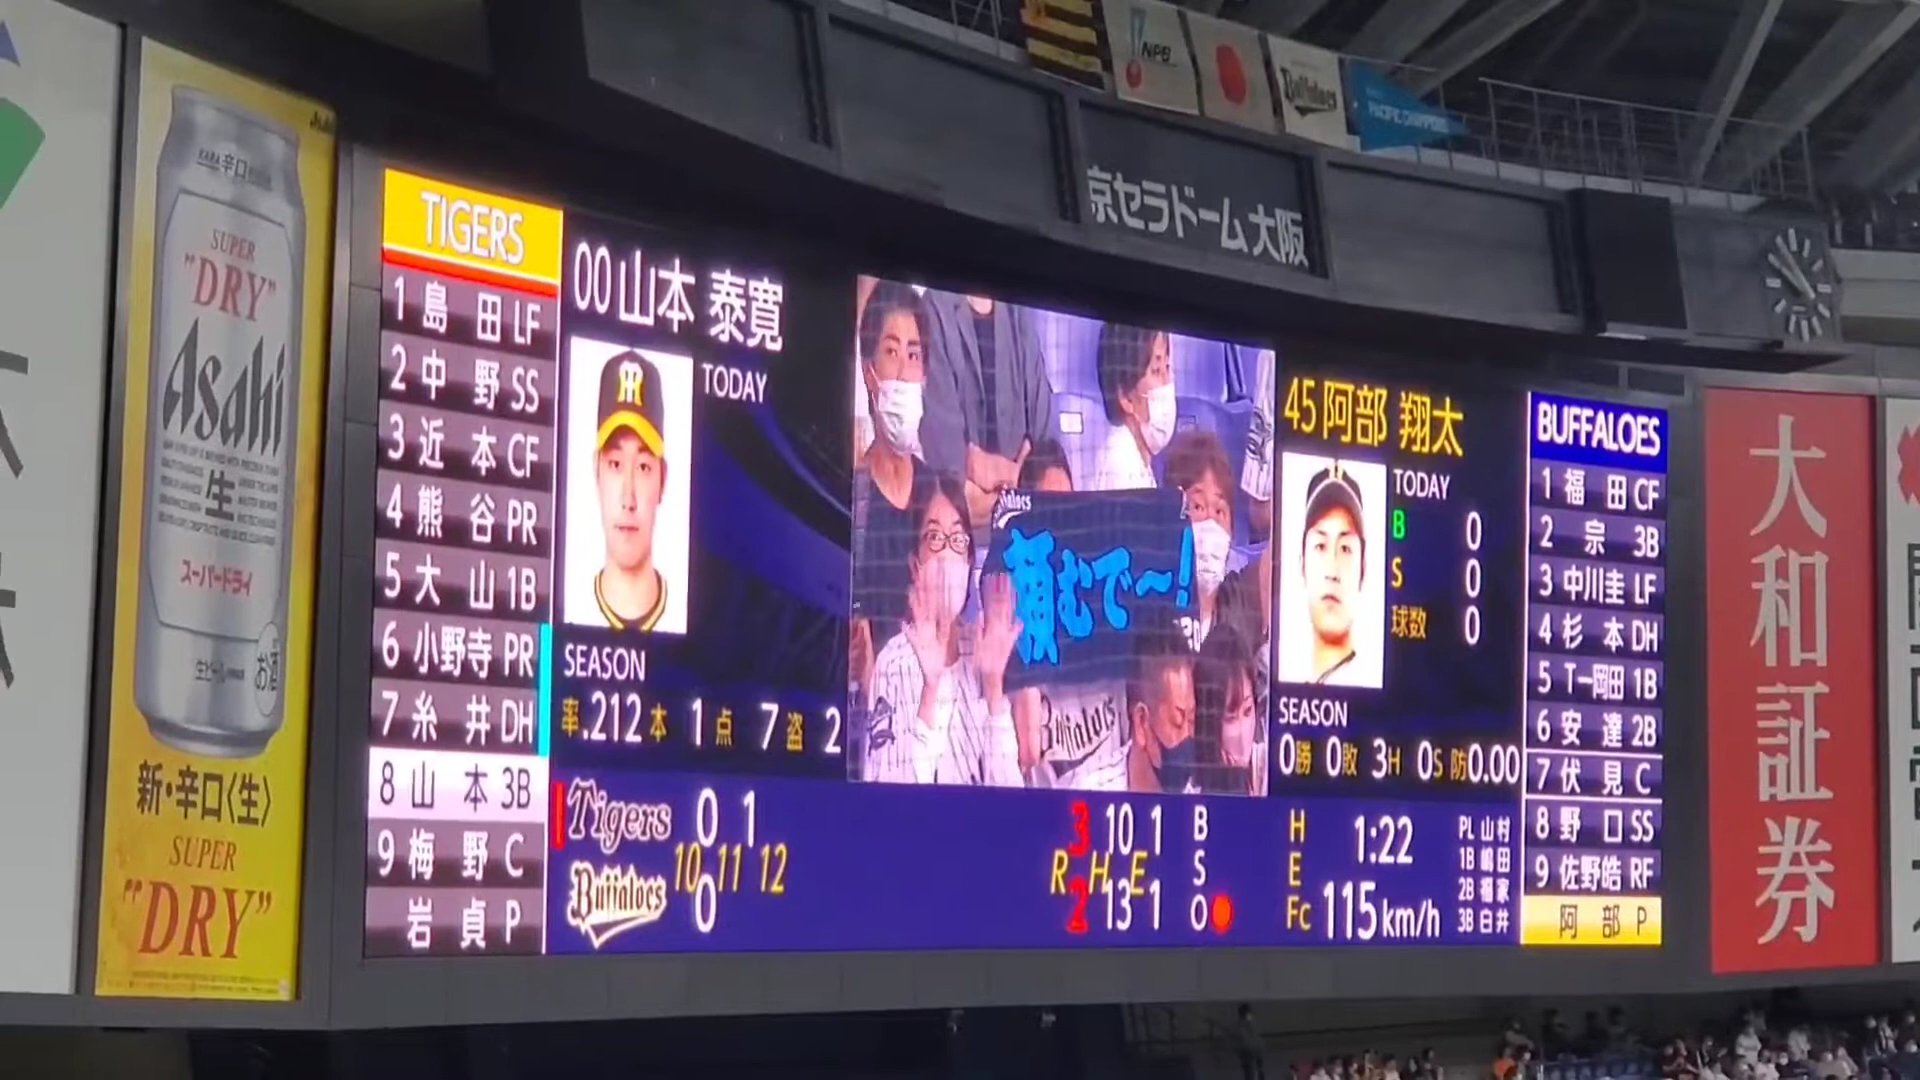 NPB
Buffaloes
PACIFIC CHAMPIONS
京セラドーム大阪
辛口
SUPER
"DRY"
Asahi
生
スーパードライ
お酒
新・辛口〈生〉
SUPER
"DRY"
TIGERS
1 島田 LF
2 中野 SS
3 近本 CF
4 熊谷 PR
5 大山 1B
6 小野寺 PR
7 糸井 DH
8 山本 3B
9 梅野 C
岩貞 P
00 山本 泰寛
TODAY
SEASON
率.212 本 1 点 7 盗 2
Buffaloes
頼むで〜!
Buffaloes
45 阿部 翔太
TODAY
B 0
S 0
球数 0
SEASON
0勝 0敗 3H 0S 防0.00
BUFFALOES
1 福田 CF
2 宗 3B
3 中川圭 LF
4 杉本 DH
5 T-岡田 1B
6 安達 2B
7 伏見 C
8 野口 SS
9 佐野皓 RF
阿部 P
10 11 12 R H E
Tigers 0 1 3 10 1
Buffaloes 0 2 13 1
B
S
O
H
E
Fc
1:22
115km/h
PL 山村
1B 嶋田
2B 福家
3B 白井
大和証券